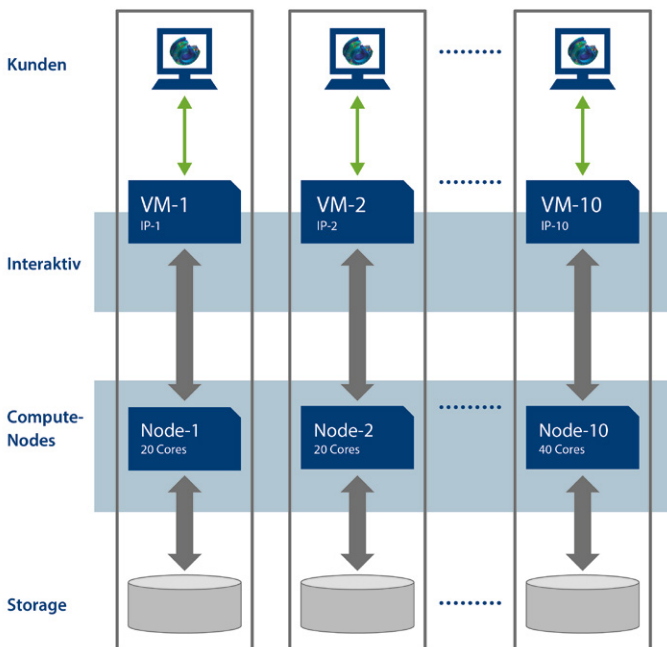 Kunden
VM-1
IP-1
VM-2
IP-2
VM-10
IP-10
Interaktiv
Compute-
Nodes
Node-1
20 Cores
Node-2
20 Cores
Node-10
40 Cores
Storage